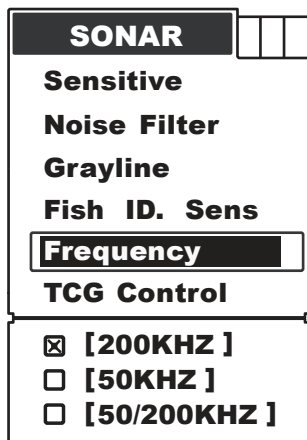 SONAR
Sensitive
Noise Filter
Grayline
Fish ID. Sens
Frequency
TCG Control
[200KHZ ]
[50KHZ ]
[50/200KHZ ]